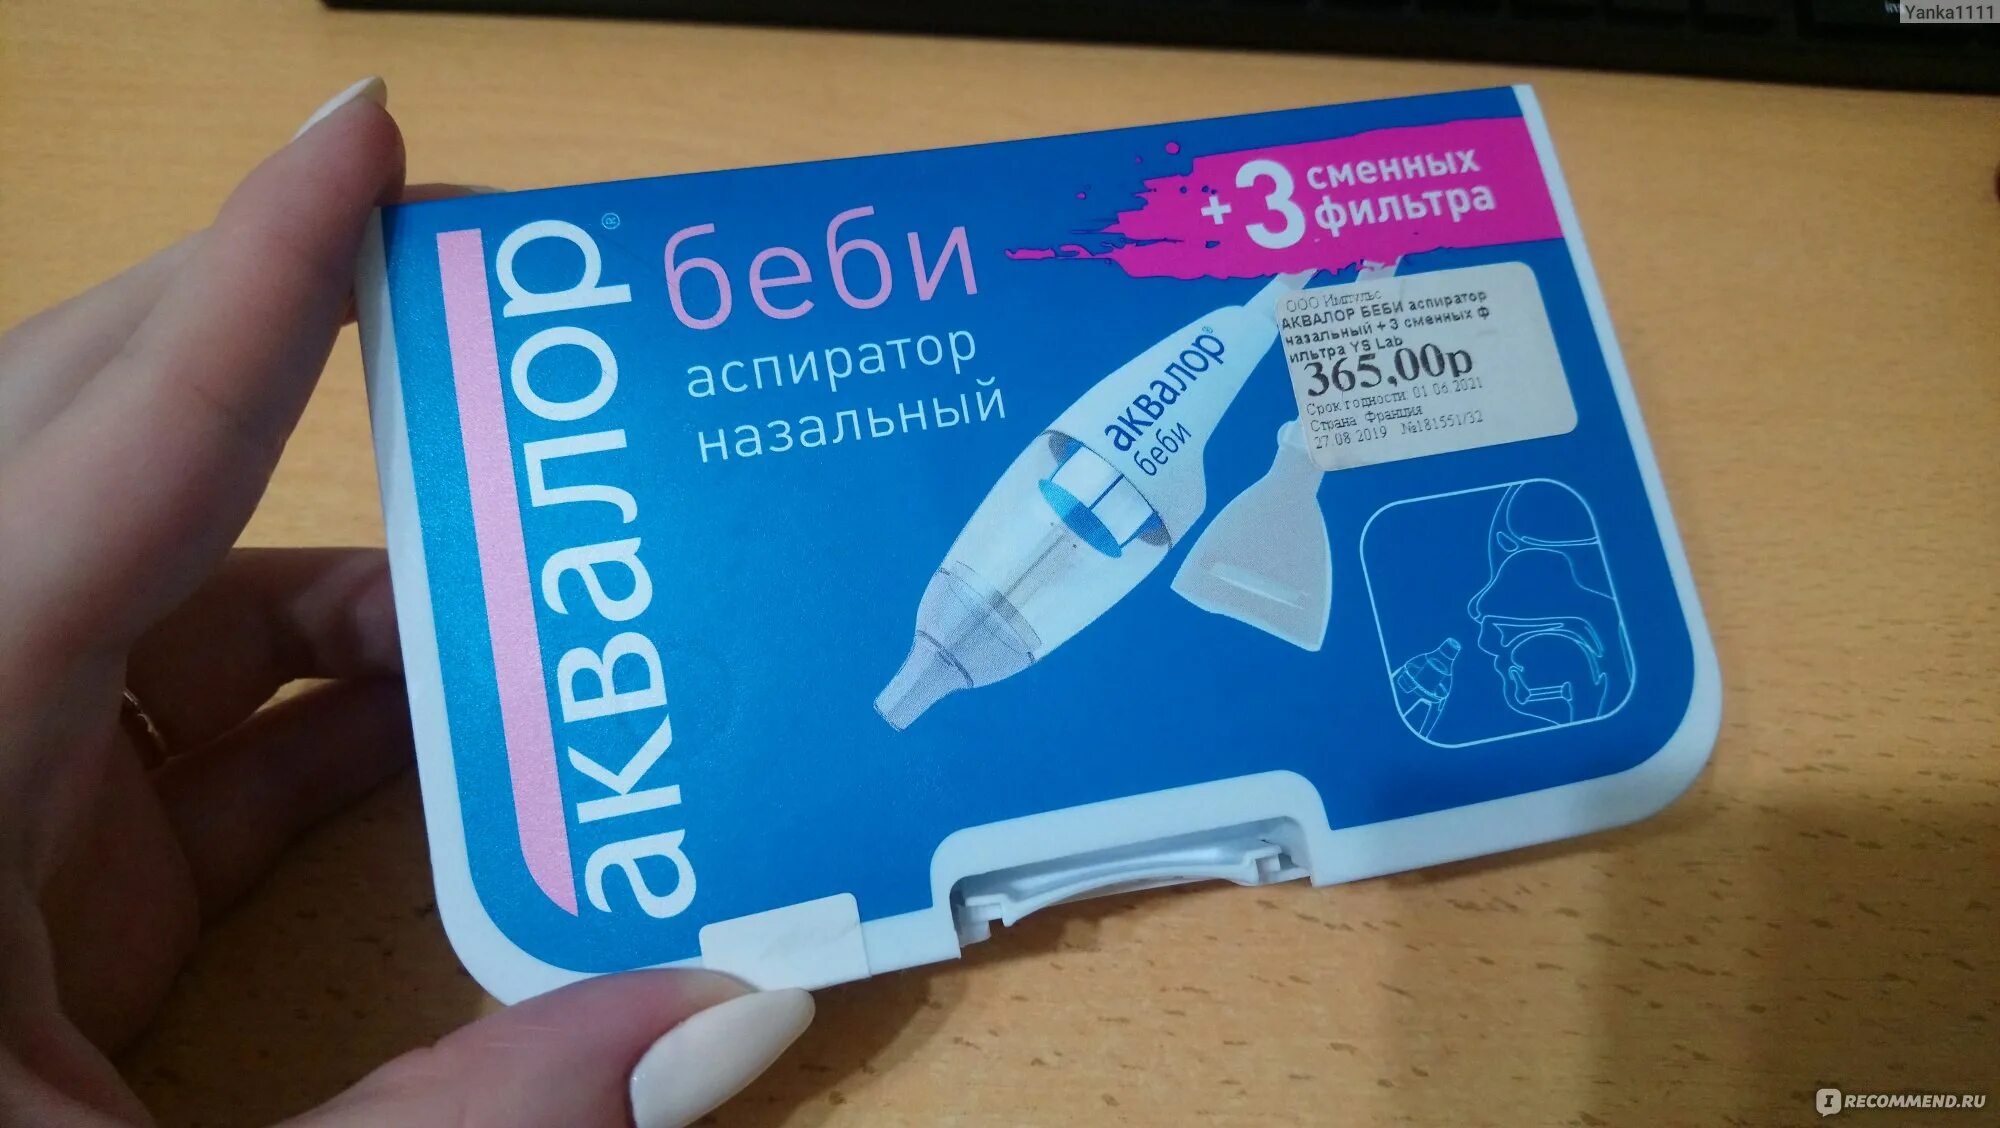 Yanka1111
аквалор®
беби
аспиратор
назальный
+3 сменных
фильтра
аквалор®
беби
ООО Импульс
АКВАЛОР БЕБИ аспиратор
назальный + 3 сменных ф
ильтра YS Lab
365,00р
Срок годности: 01.06.2021
Страна Франция
27.08.2019 №181551/32
I RECOMMEND.RU